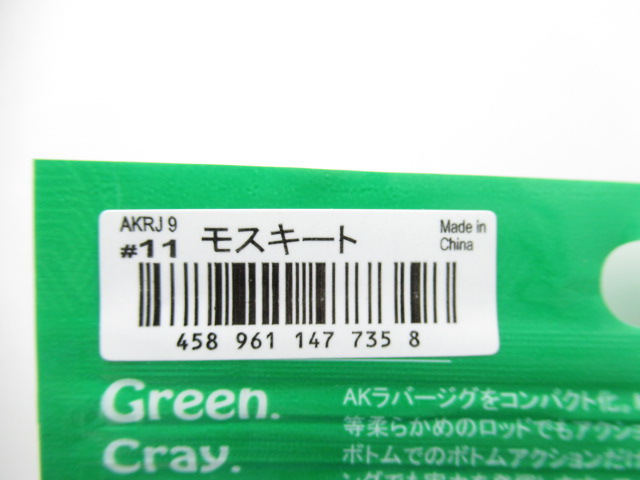 AKRJ 9
#11 モスキート
Made in
China
458 961 147 735 8
Green.
Cray.
AKラバージグをコンパクト化。
等柔らかめのロッドでもアクシ
ボトムでのボトムアクションだけ